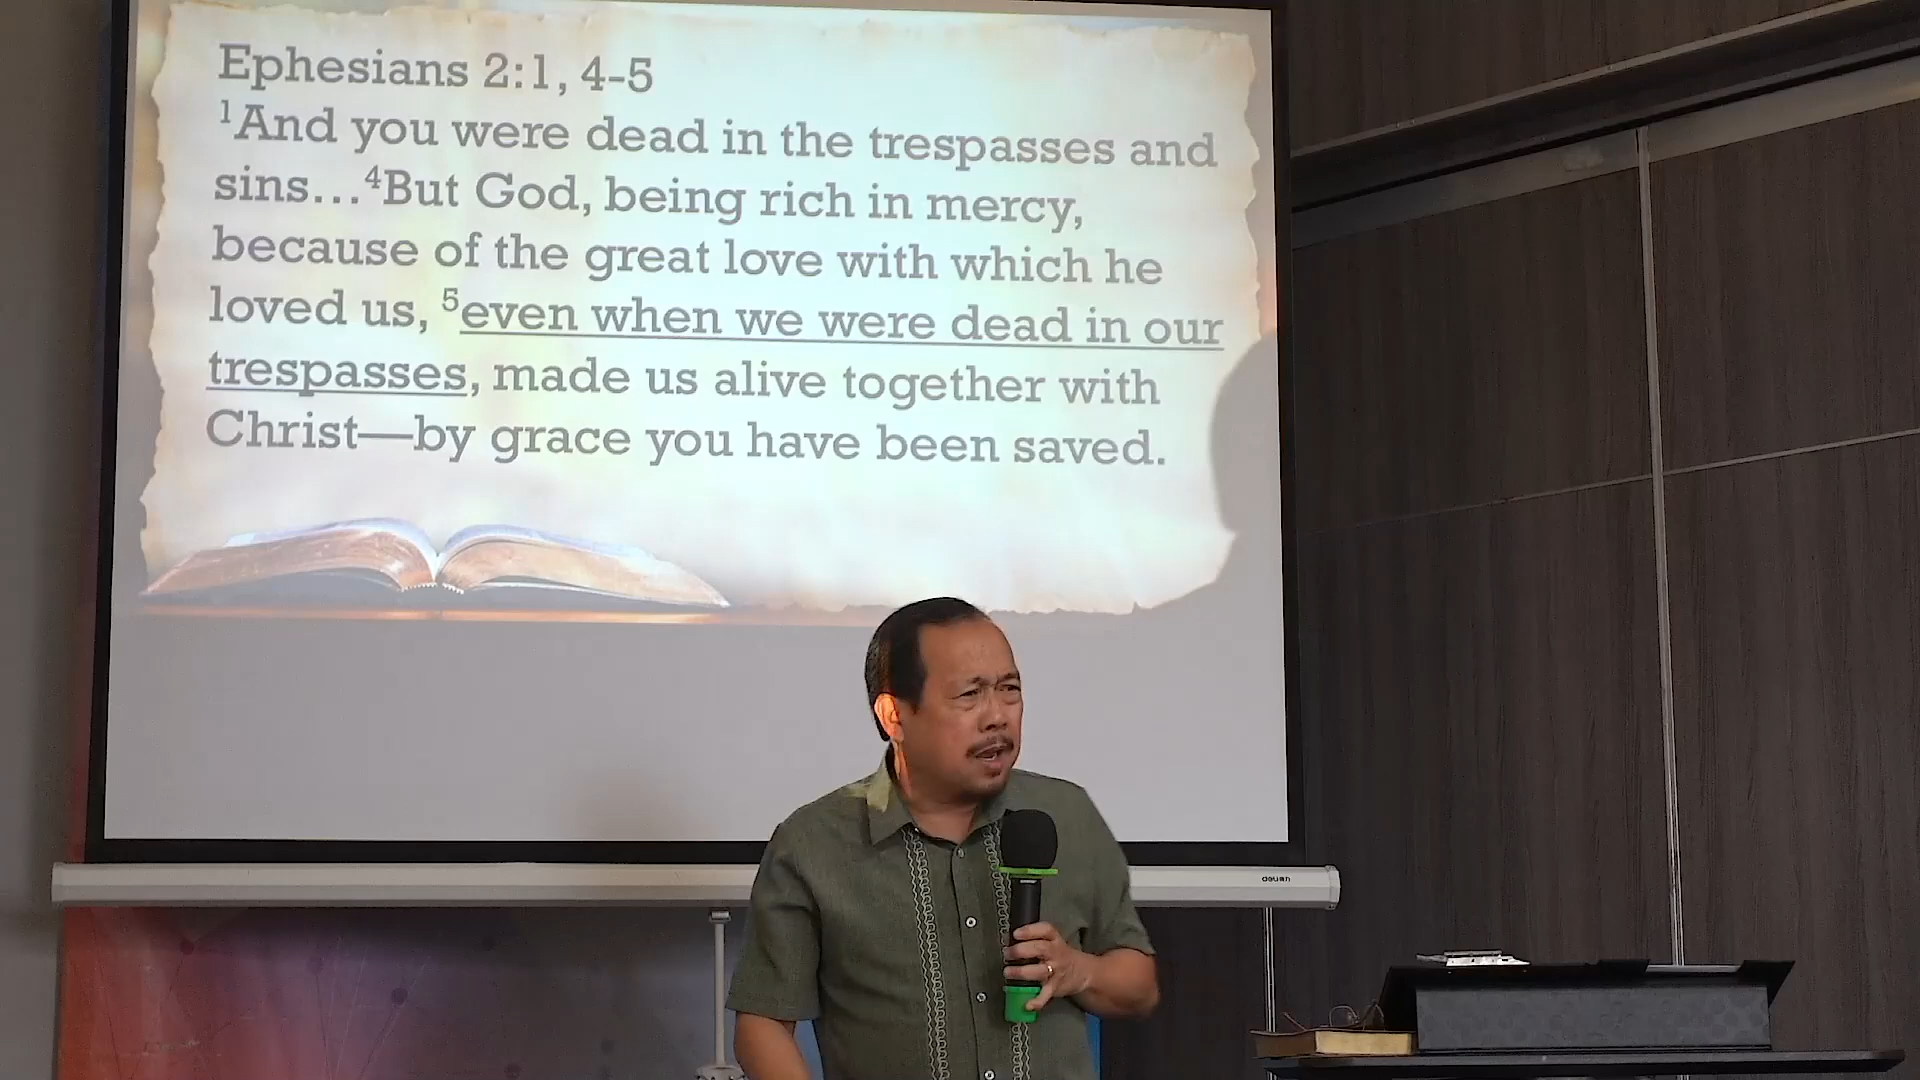 Ephesians 2:1, 4-5
¹And you were dead in the trespasses and
sins...⁴But God, being rich in mercy,
because of the great love with which he
loved us, ⁵even when we were dead in our
trespasses, made us alive together with
Christ—by grace you have been saved.